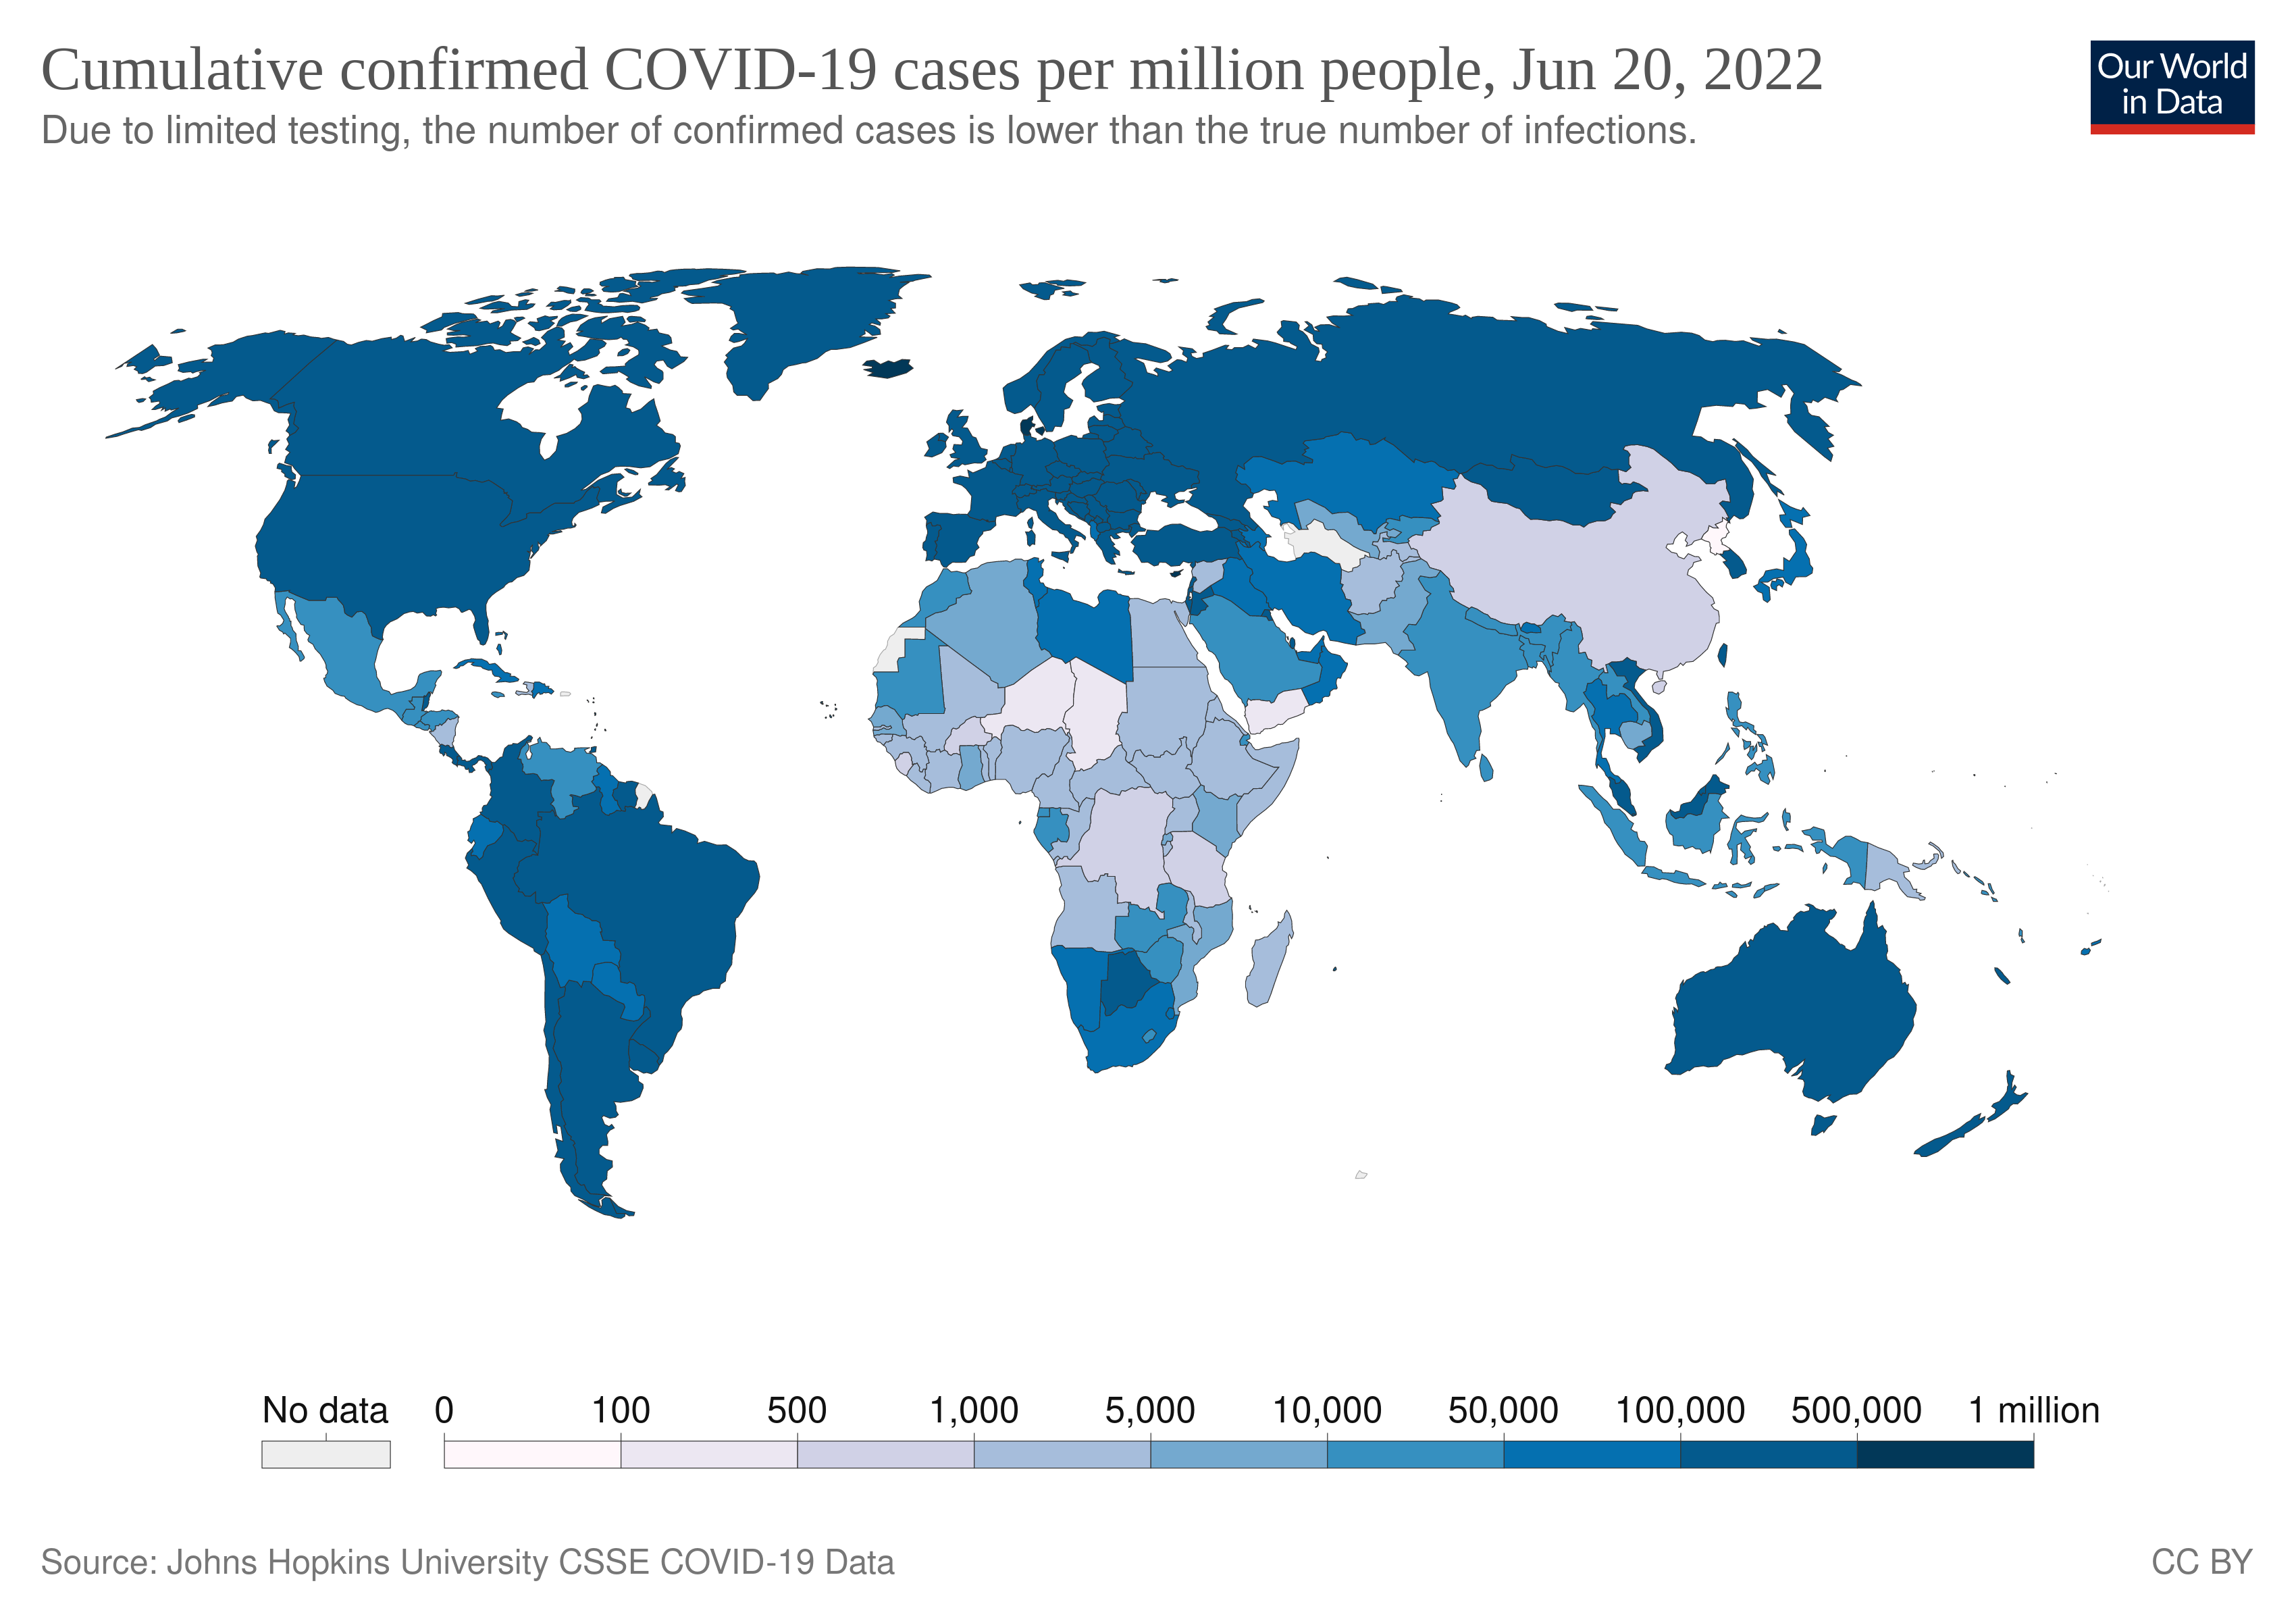 Cumulative confirmed COVID-19 cases per million people, Jun 20, 2022
Our World
in Data
Due to limited testing, the number of confirmed cases is lower than the true number of infections.
No data 0 100 500 1,000 5,000 10,000 50,000 100,000 500,000 1 million
Source: Johns Hopkins University CSSE COVID-19 Data CC BY